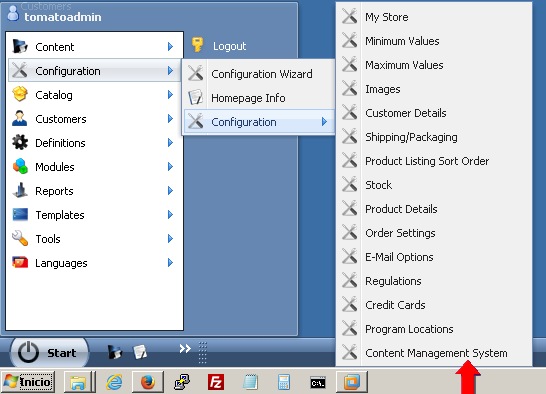 Customers
tomatoadmin
Content
Configuration
Catalog
Customers
Definitions
Modules
Reports
Templates
Tools
Languages
Logout
Configuration Wizard
Homepage Info
Configuration
My Store
Minimum Values
Maximum Values
Images
Customer Details
Shipping/Packaging
Product Listing Sort Order
Stock
Product Details
Order Settings
E-Mail Options
Regulations
Credit Cards
Program Locations
Content Management System
Start
Inicio